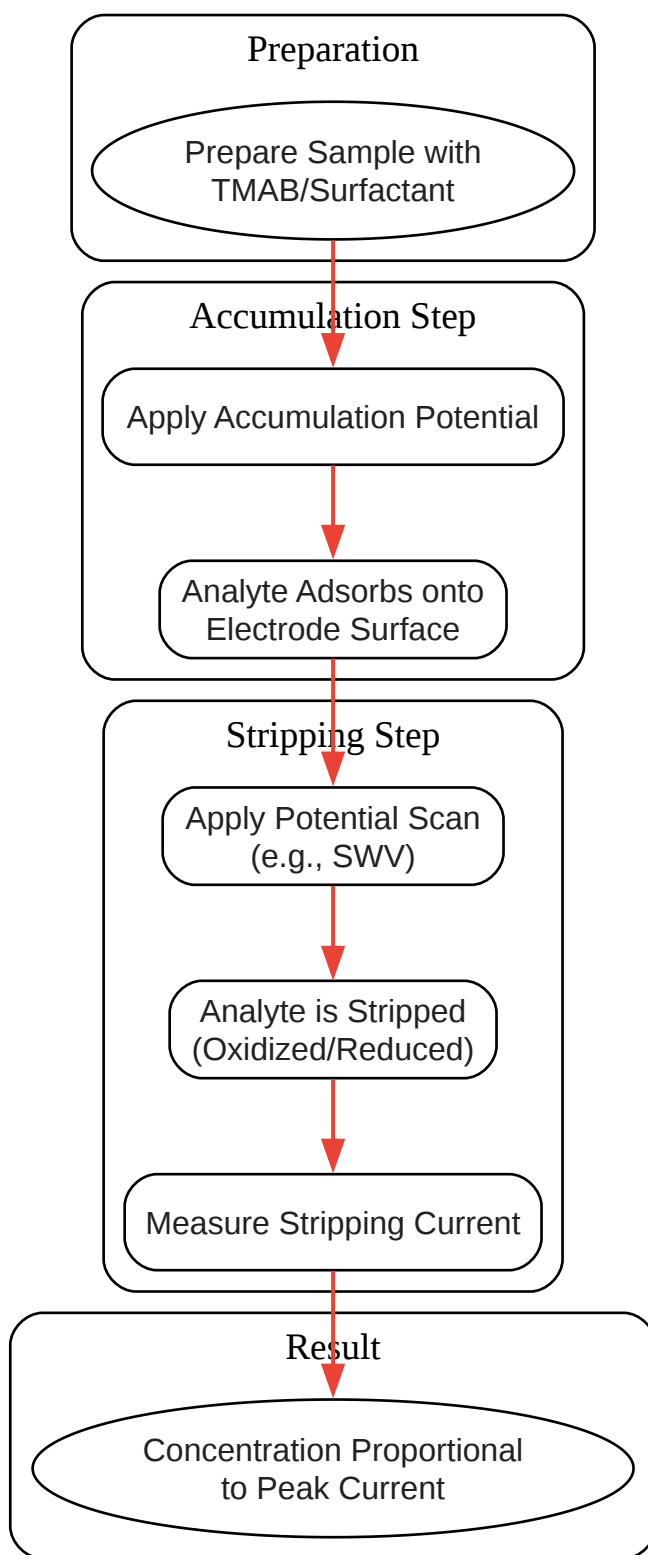 Preparation
Prepare Sample with
TMAB/Surfactant
Accumulation Step
Apply Accumulation Potential
Analyte Adsorbs onto
Electrode Surface
Stripping Step
Apply Potential Scan
(e.g., SWV)
Analyte is Stripped
(Oxidized/Reduced)
Measure Stripping Current
Result
Concentration Proportional
to Peak Current